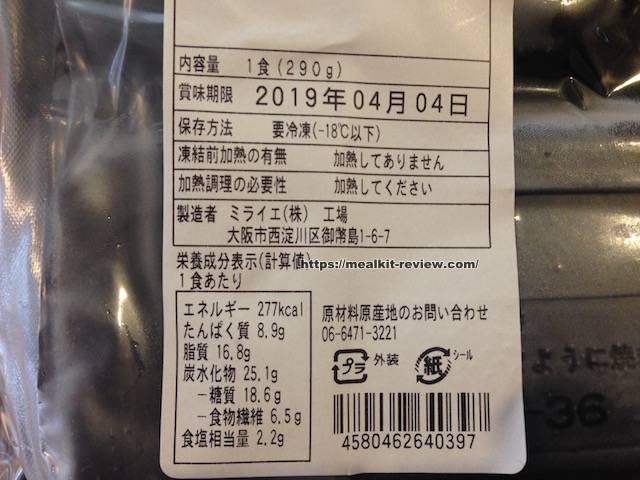 内容量 1食(290g)
賞味期限 2019年04月04日
保存方法 要冷凍(-18℃以下)
凍結前加熱の有無 加熱してありません
加熱調理の必要性 加熱してください
製造者 ミライエ(株) 工場
大阪市西淀川区御幣島1-6-7
栄養成分表示(計算値)
https://mealkit-review.com/
1食あたり
エネルギー 277kcal
たんぱく質 8.9g
脂質 16.8g
炭水化物 25.1g
－糖質 18.6g
－食物繊維 6.5g
食塩相当量 2.2g
原材料原産地のお問い合わせ
06-6471-3221
プラ 外装 紙 シール
4580462640397
ように焼
-36